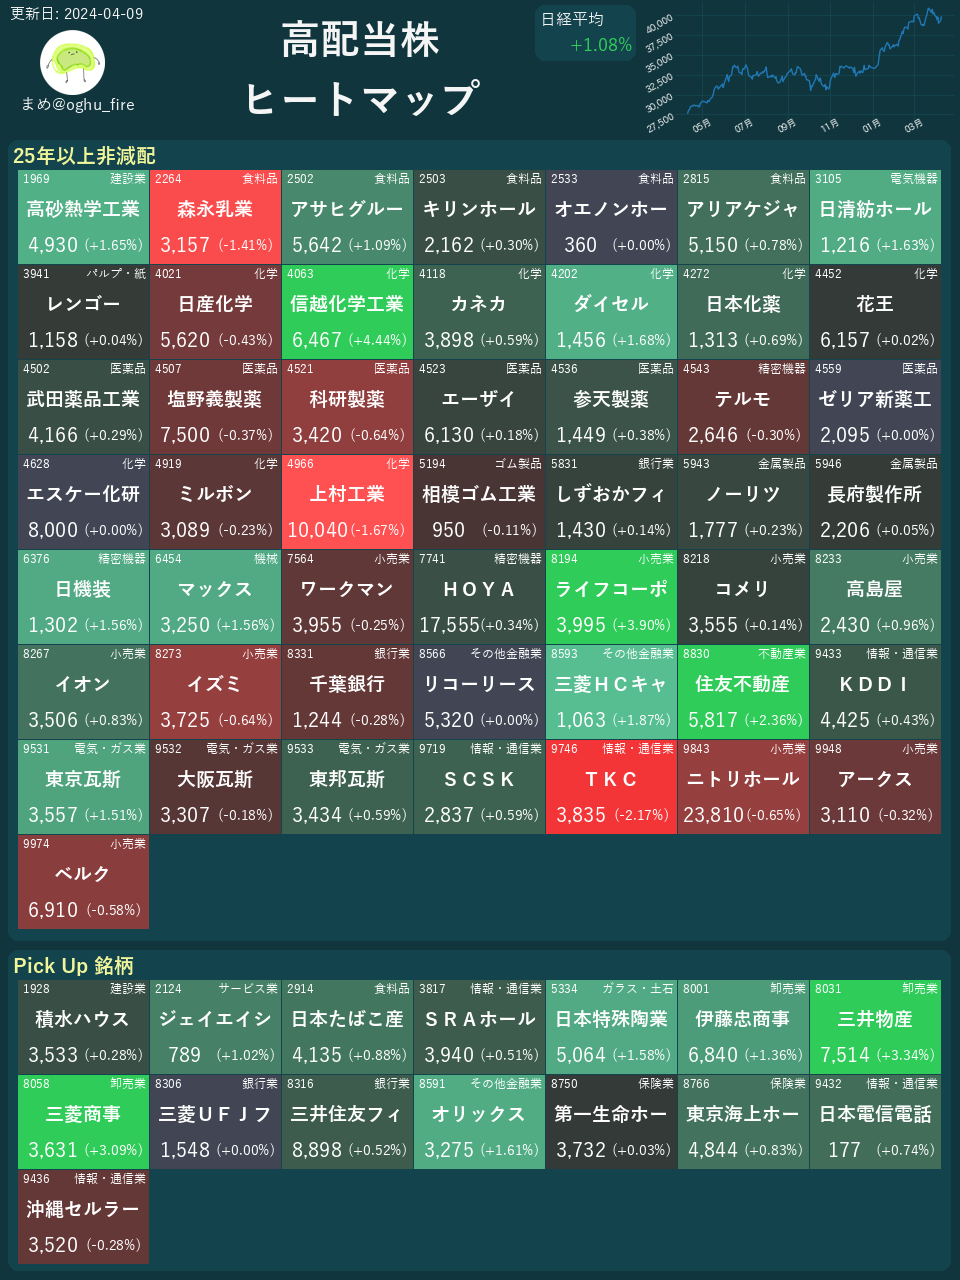 更新日: 2024-04-09
まめ@oghu_fire
高配当株
ヒートマップ
日経平均
+1.08%
40,000
37,500
35,000
32,500
30,000
27,500
05月 07月 09月 11月 01月 03月
25年以上非減配
1969 建設業 2264 食料品 2502 食料品 2503 食料品 2533 食料品 2815 食料品 3105 電気機器
高砂熱学工業 森永乳業 アサヒグルー キリンホール オエノンホー アリアケジャ 日清紡ホール
4,930 (+1.65%) 3,157 (-1.41%) 5,642 (+1.09%) 2,162 (+0.30%) 360 (+0.00%) 5,150 (+0.78%) 1,216 (+1.63%)
3941 パルプ・紙 4021 化学 4063 化学 4118 化学 4202 化学 4272 化学 4452 化学
レンゴー 日産化学 信越化学工業 カネカ ダイセル 日本化薬 花王
1,158 (+0.04%) 5,620 (-0.43%) 6,467 (+4.44%) 3,898 (+0.59%) 1,456 (+1.68%) 1,313 (+0.69%) 6,157 (+0.02%)
4502 医薬品 4507 医薬品 4521 医薬品 4523 医薬品 4536 医薬品 4543 精密機器 4559 医薬品
武田薬品工業 塩野義製薬 科研製薬 エーザイ 参天製薬 テルモ ゼリア新薬工
4,166 (+0.29%) 7,500 (-0.37%) 3,420 (-0.64%) 6,130 (+0.18%) 1,449 (+0.38%) 2,646 (-0.30%) 2,095 (+0.00%)
4628 化学 4919 化学 4966 化学 5194 ゴム製品 5831 銀行業 5943 金属製品 5946 金属製品
エスケー化研 ミルボン 上村工業 相模ゴム工業 しずおかフィ ノーリツ 長府製作所
8,000 (+0.00%) 3,089 (-0.23%) 10,040 (-1.67%) 950 (-0.11%) 1,430 (+0.14%) 1,777 (+0.23%) 2,206 (+0.05%)
6376 精密機器 6454 機械 7564 小売業 7741 精密機器 8194 小売業 8218 小売業 8233 小売業
日機装 マックス ワークマン ＨＯＹＡ ライフコーポ コメリ 高島屋
1,302 (+1.56%) 3,250 (+1.56%) 3,955 (-0.25%) 17,555 (+0.34%) 3,995 (+3.90%) 3,555 (+0.14%) 2,430 (+0.96%)
8267 小売業 8273 小売業 8331 銀行業 8566 その他金融業 8593 その他金融業 8830 不動産業 9433 情報・通信業
イオン イズミ 千葉銀行 リコーリース 三菱ＨＣキャ 住友不動産 ＫＤＤＩ
3,506 (+0.83%) 3,725 (-0.64%) 1,244 (-0.28%) 5,320 (+0.00%) 1,063 (+1.87%) 5,817 (+2.36%) 4,425 (+0.43%)
9531 電気・ガス業 9532 電気・ガス業 9533 電気・ガス業 9719 情報・通信業 9746 情報・通信業 9843 小売業 9948 小売業
東京瓦斯 大阪瓦斯 東邦瓦斯 ＳＣＳＫ ＴＫＣ ニトリホール アークス
3,557 (+1.51%) 3,307 (-0.18%) 3,434 (+0.59%) 2,837 (+0.59%) 3,835 (-2.17%) 23,810 (-0.65%) 3,110 (-0.32%)
9974 小売業
ベルク
6,910 (-0.58%)
Pick Up 銘柄
1928 建設業 2124 サービス業 2914 食料品 3817 情報・通信業 5334 ガラス・土石 8001 卸売業 8031 卸売業
積水ハウス ジェイエイシ 日本たばこ産 ＳＲＡホール 日本特殊陶業 伊藤忠商事 三井物産
3,533 (+0.28%) 789 (+1.02%) 4,135 (+0.88%) 3,940 (+0.51%) 5,064 (+1.58%) 6,840 (+1.36%) 7,514 (+3.34%)
8058 卸売業 8306 銀行業 8316 銀行業 8591 その他金融業 8750 保険業 8766 保険業 9432 情報・通信業
三菱商事 三菱ＵＦＪフ 三井住友フィ オリックス 第一生命ホー 東京海上ホー 日本電信電話
3,631 (+3.09%) 1,548 (+0.00%) 8,898 (+0.52%) 3,275 (+1.61%) 3,732 (+0.03%) 4,844 (+0.83%) 177 (+0.74%)
9436 情報・通信業
沖縄セルラー
3,520 (-0.28%)